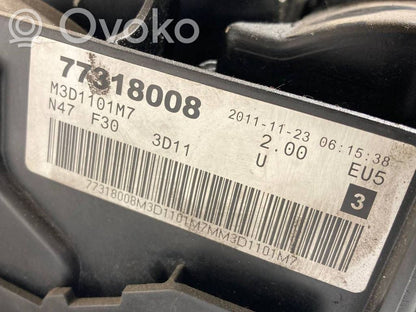 Ovoko
77318008
2011-11-23 06:15:38
M3D1101M7
2.00 EU5
N47 F30 3D11 U
3
77318008M3D1101M7MM3D1101M7